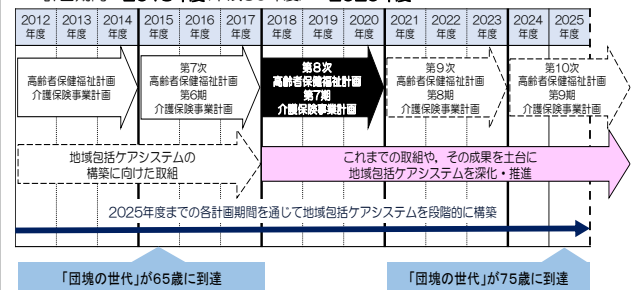 2012
年度
2013
年度
2014
年度
2015
年度
2016
年度
2017
年度
2018
年度
2019
年度
2020
年度
2021
年度
2022
年度
2023
年度
2024
年度
2025
年度
高齢者保健福祉計画
介護保険事業計画
第7次
高齢者保健福祉計画
第6期
介護保険事業計画
第8次
高齢者保健福祉計画
第7期
介護保険事業計画
第9次
高齢者保健福祉計画
第8期
介護保険事業計画
第10次
高齢者保健福祉計画
第9期
介護保険事業計画
地域包括ケアシステムの
構築に向けた取組
これまでの取組や，その成果を土台に
地域包括ケアシステムを深化・推進
2025年度までの各計画期間を通じて地域包括ケアシステムを段階的に構築
「団塊の世代」が65歳に到達
「団塊の世代」が75歳に到達